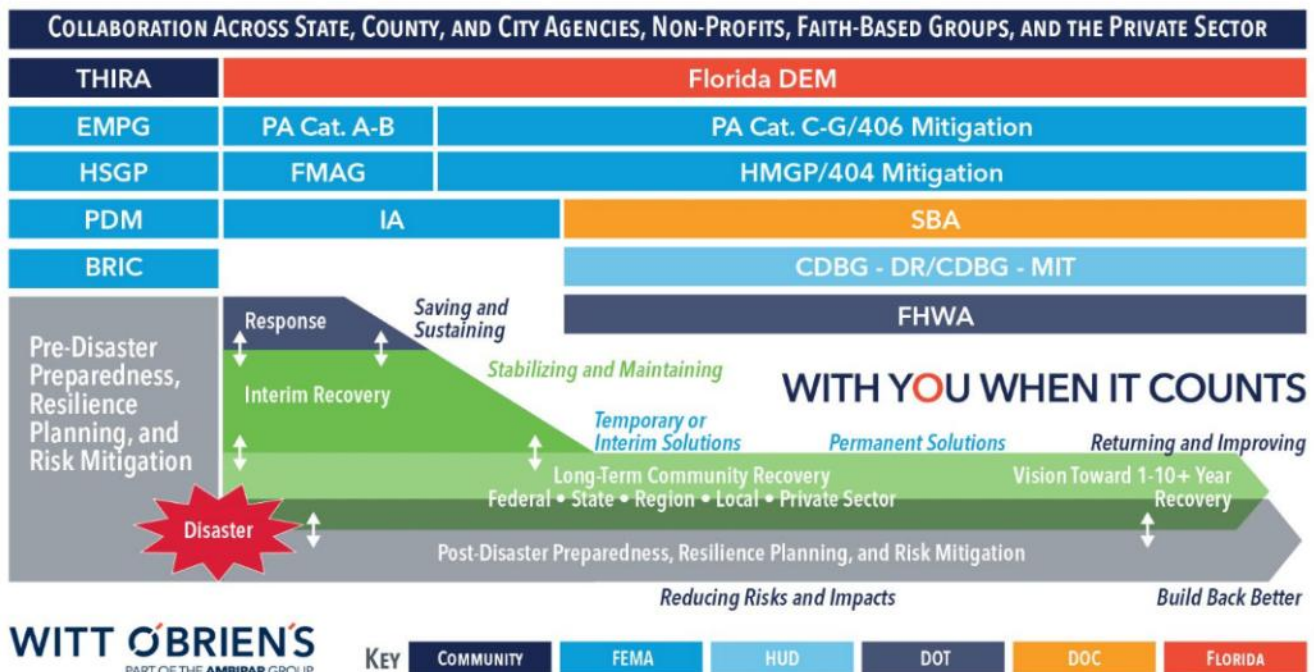 COLLABORATION ACROSS STATE, COUNTY, AND CITY AGENCIES, NON-PROFITS, FAITH-BASED GROUPS, AND THE PRIVATE SECTOR
THIRA
Florida DEM
EMPG
PA Cat. A-B
PA Cat. C-G/406 Mitigation
HSGP
FMAG
HMGP/404 Mitigation
PDM
IA
SBA
BRIC
CDBG - DR/CDBG - MIT
FHWA
Pre-Disaster
Preparedness,
Resilience
Planning, and
Risk Mitigation
Response
Saving and
Sustaining
Interim Recovery
Stabilizing and Maintaining
WITH YOU WHEN IT COUNTS
Temporary or
Interim Solutions
Permanent Solutions
Returning and Improving
Long-Term Community Recovery
Federal • State • Region • Local • Private Sector
Vision Toward 1-10+ Year
Recovery
Disaster
Post-Disaster Preparedness, Resilience Planning, and Risk Mitigation
Reducing Risks and Impacts
Build Back Better
WITT O'BRIEN'S
PART OF THE AMBIPAR GROUP
KEY
COMMUNITY
FEMA
HUD
DOT
DOC
FLORIDA